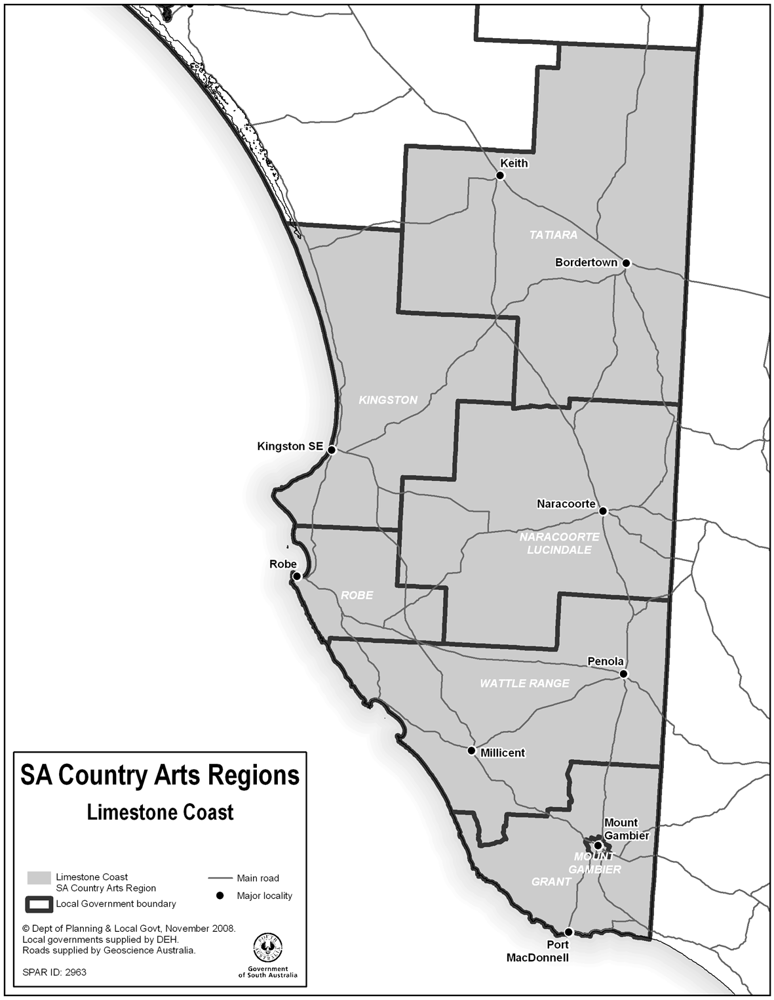 Keith
TATIARA
Bordertown
KINGSTON
Kingston SE
Naracoorte
NARACOORTE
LUCINDALE
Robe
ROBE
Penola
WATTLE RANGE
Millicent
Mount
Gambier
MOUNT
GAMBIER
GRANT
Port
MacDonnell
SA Country Arts Regions
Limestone Coast
Limestone Coast
SA Country Arts Region
Local Government boundary
Main road
Major locality
© Dept of Planning & Local Govt, November 2008.
Local governments supplied by DEH.
Roads supplied by Geoscience Australia.
SPAR ID: 2963
SOUTH
AUSTRALIA
Government
of South Australia